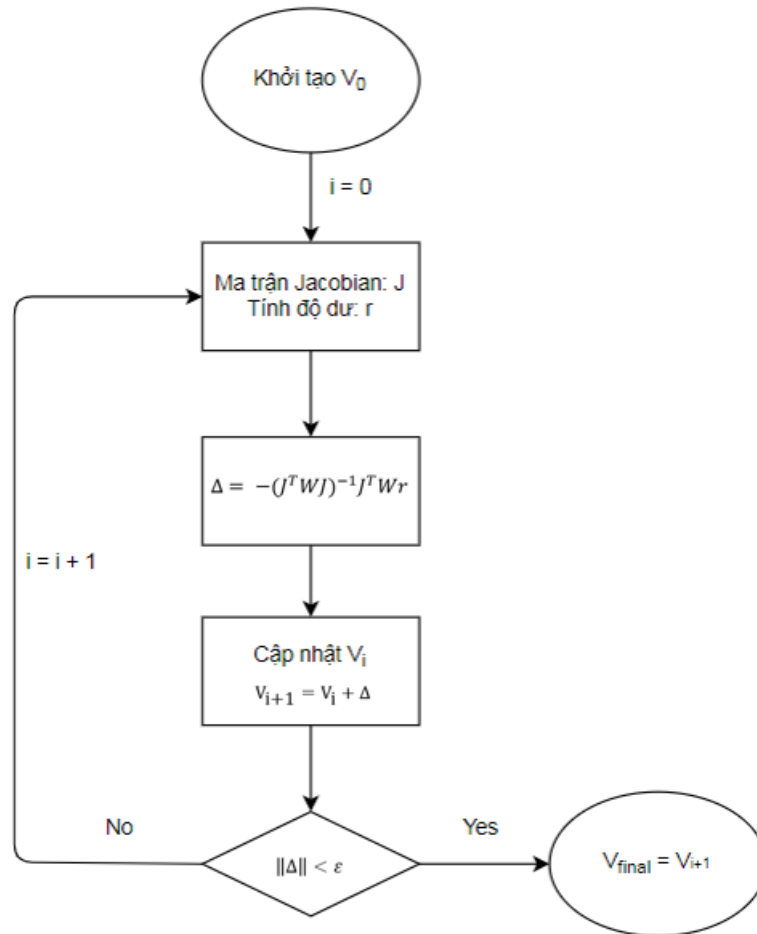 Khởi tạo V₀
i = 0
Ma trận Jacobian: J
Tính độ dư: r
Δ = −(JᵀWJ)⁻¹JᵀWr
i = i + 1
Cập nhật Vᵢ
Vᵢ₊₁ = Vᵢ + Δ
No
Yes
‖Δ‖ < ε
V_final = Vᵢ₊₁